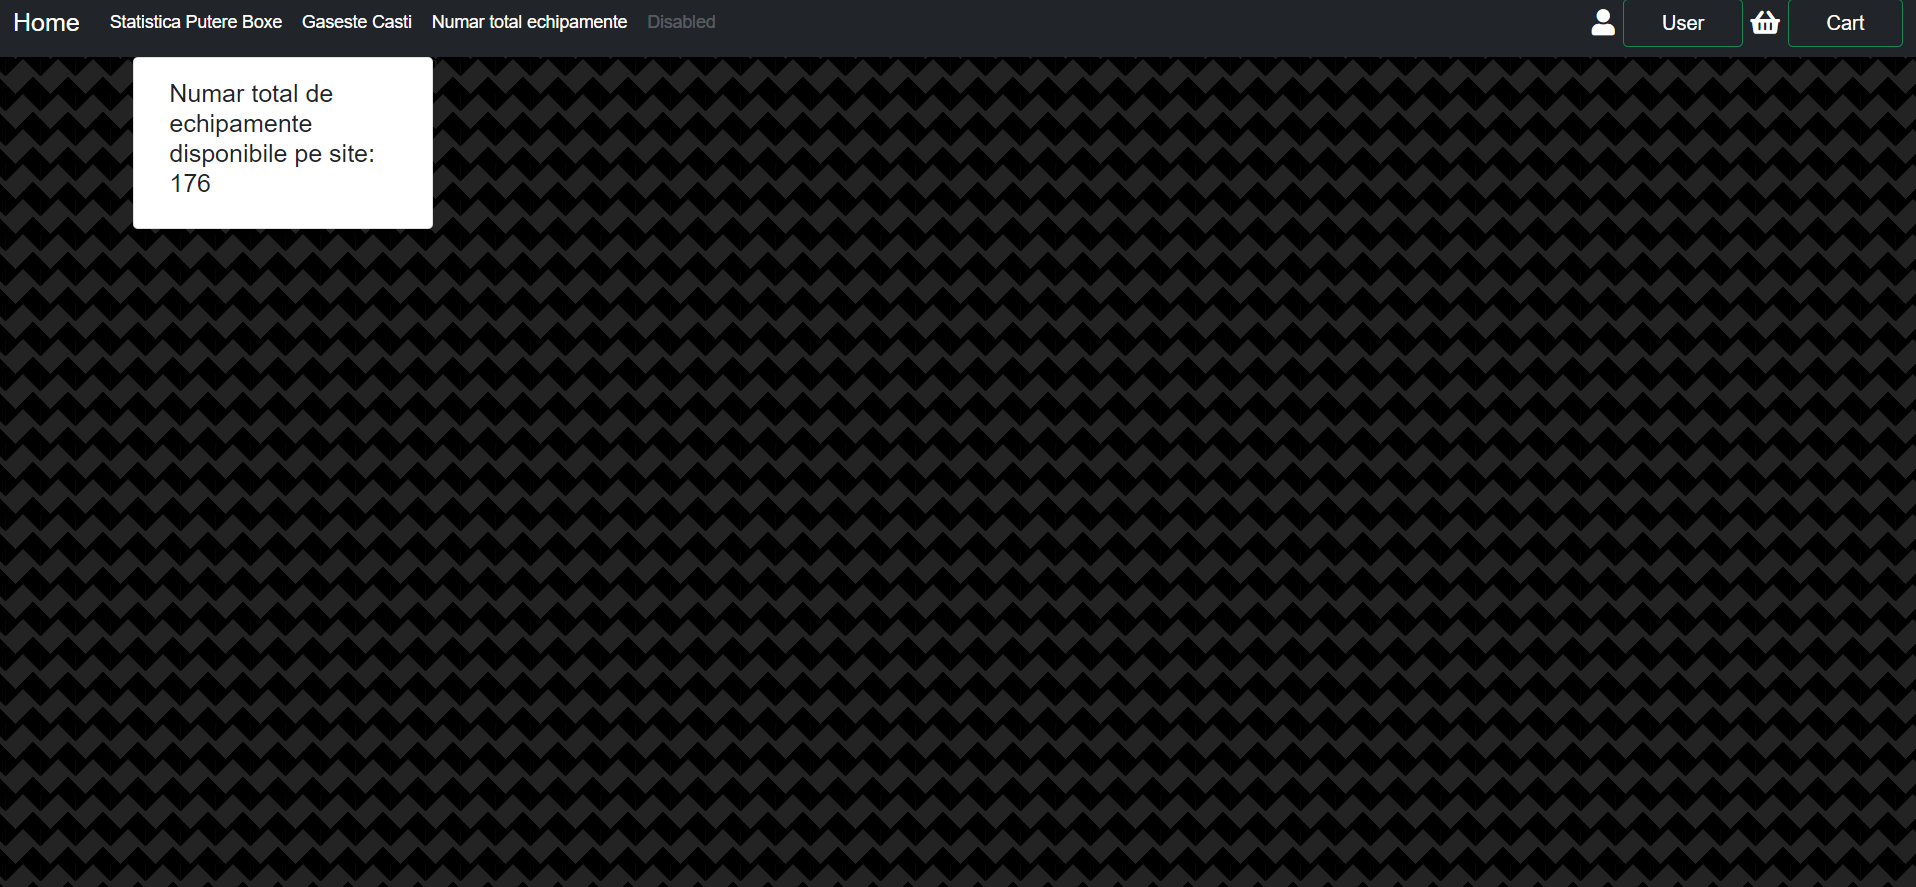 Home Statistica Putere Boxe Gaseste Casti Numar total echipamente Disabled User Cart
Numar total de
echipamente
disponibile pe site:
176